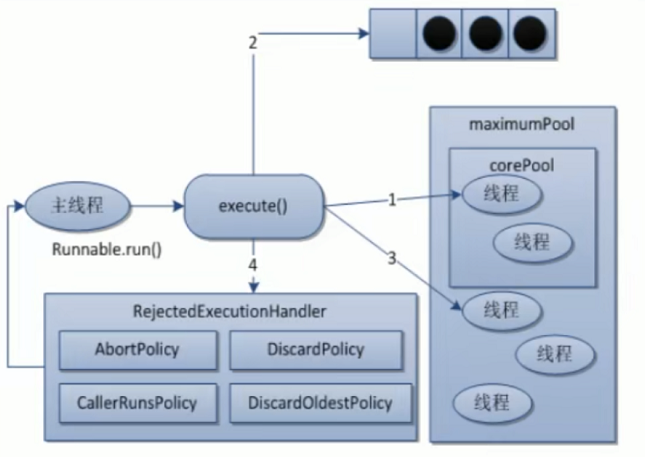 2
maximumPool
corePool
线程
线程
主线程
execute()
1
3
Runnable.run()
4
线程
线程
线程
RejectedExecutionHandler
AbortPolicy
DiscardPolicy
CallerRunsPolicy
DiscardOldestPolicy